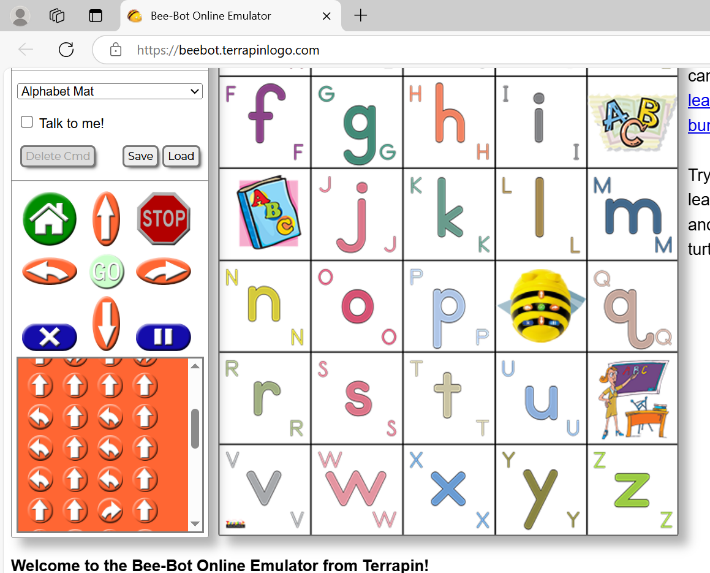 Bee-Bot Online Emulator
https://beebot.terrapinlogo.com
Alphabet Mat
Talk to me!
Delete Cmd Save Load
STOP
GO
F f F G g G H h H I i I A B C
A B C J j J K k K L l L M m M
N n N O o O P p P Q q Q
R r R S s S T t T U u U A B C
V v V W w W X x X Y y Y Z z Z
can
lea
bur
Try
lea
and
turt
Welcome to the Bee-Bot Online Emulator from Terrapin!